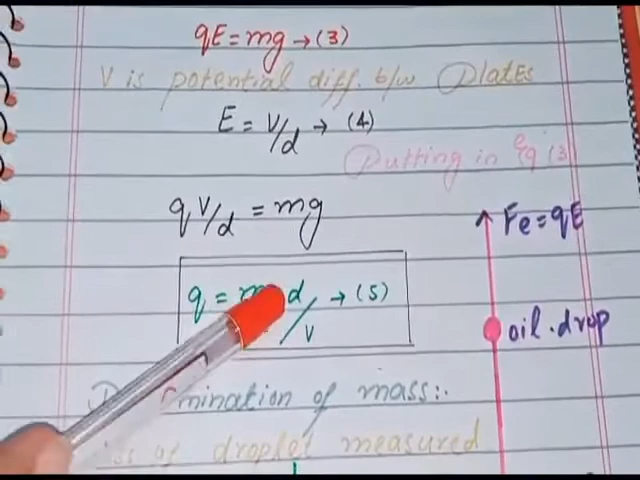 qE = mg → (3)
V is potential diff. b/w Plates
E = V/d → (4)
Putting in Eq (3
q V/d = mg
Fe = qE
q = m d/V → (5)
oil.drop
mination of mass:.
of droplet measured